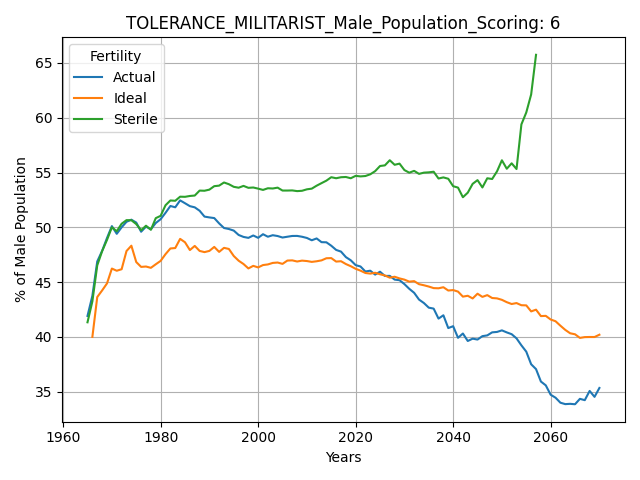 TOLERANCE_MILITARIST_Male_Population_Scoring: 6
Fertility
Actual
Ideal
Sterile
% of Male Population
65
60
55
50
45
40
35
1960
1980
2000
2020
2040
2060
Years